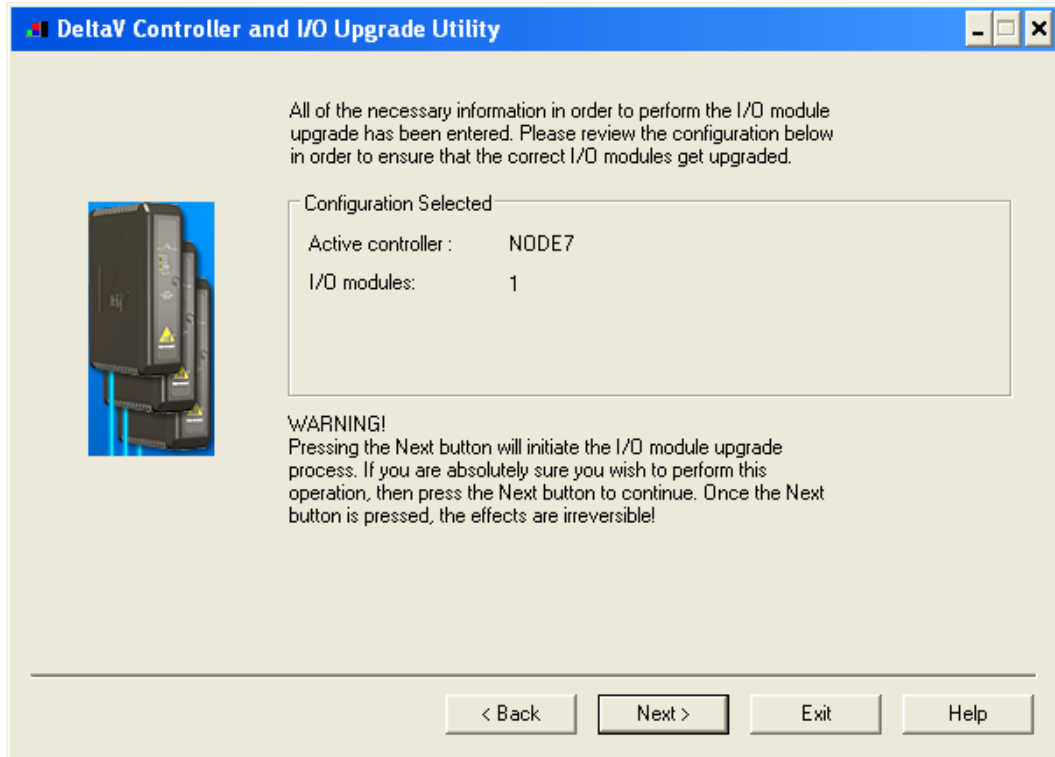 DeltaV Controller and I/O Upgrade Utility
All of the necessary information in order to perform the I/O module
upgrade has been entered. Please review the configuration below
in order to ensure that the correct I/O modules get upgraded.
Configuration Selected
Active controller : NODE7
I/O modules: 1
WARNING!
Pressing the Next button will initiate the I/O module upgrade
process. If you are absolutely sure you wish to perform this
operation, then press the Next button to continue. Once the Next
button is pressed, the effects are irreversible!
< Back Next > Exit Help